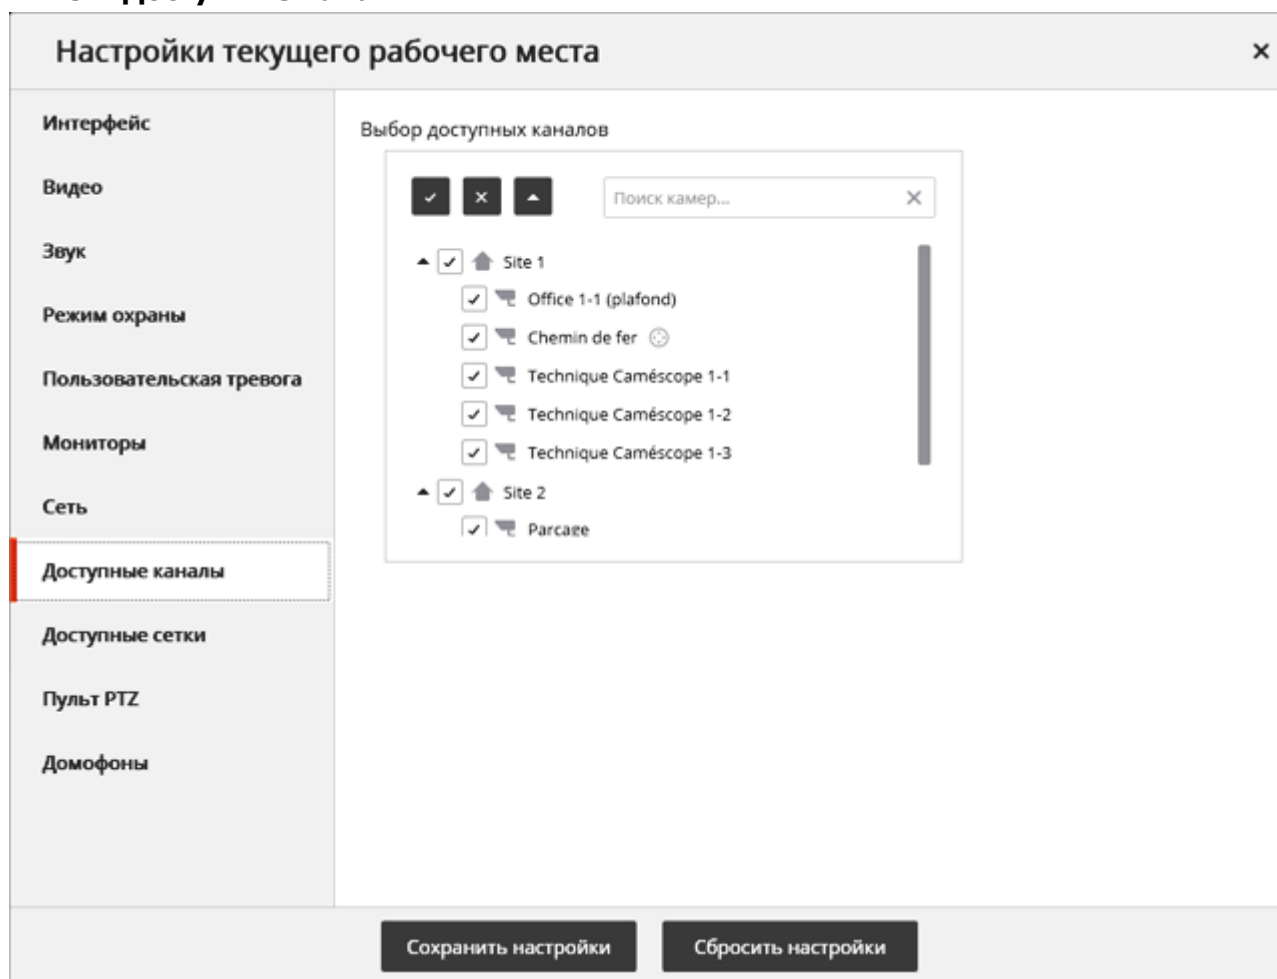 Настройки текущего рабочего места
Интерфейс
Видео
Звук
Режим охраны
Пользовательская тревога
Мониторы
Сеть
Доступные каналы
Доступные сетки
Пульт PTZ
Домофоны
Выбор доступных каналов
Поиск камер...
Site 1
Office 1-1 (plafond)
Chemin de fer
Technique Caméscope 1-1
Technique Caméscope 1-2
Technique Caméscope 1-3
Site 2
Parcage
Сохранить настройки
Сбросить настройки